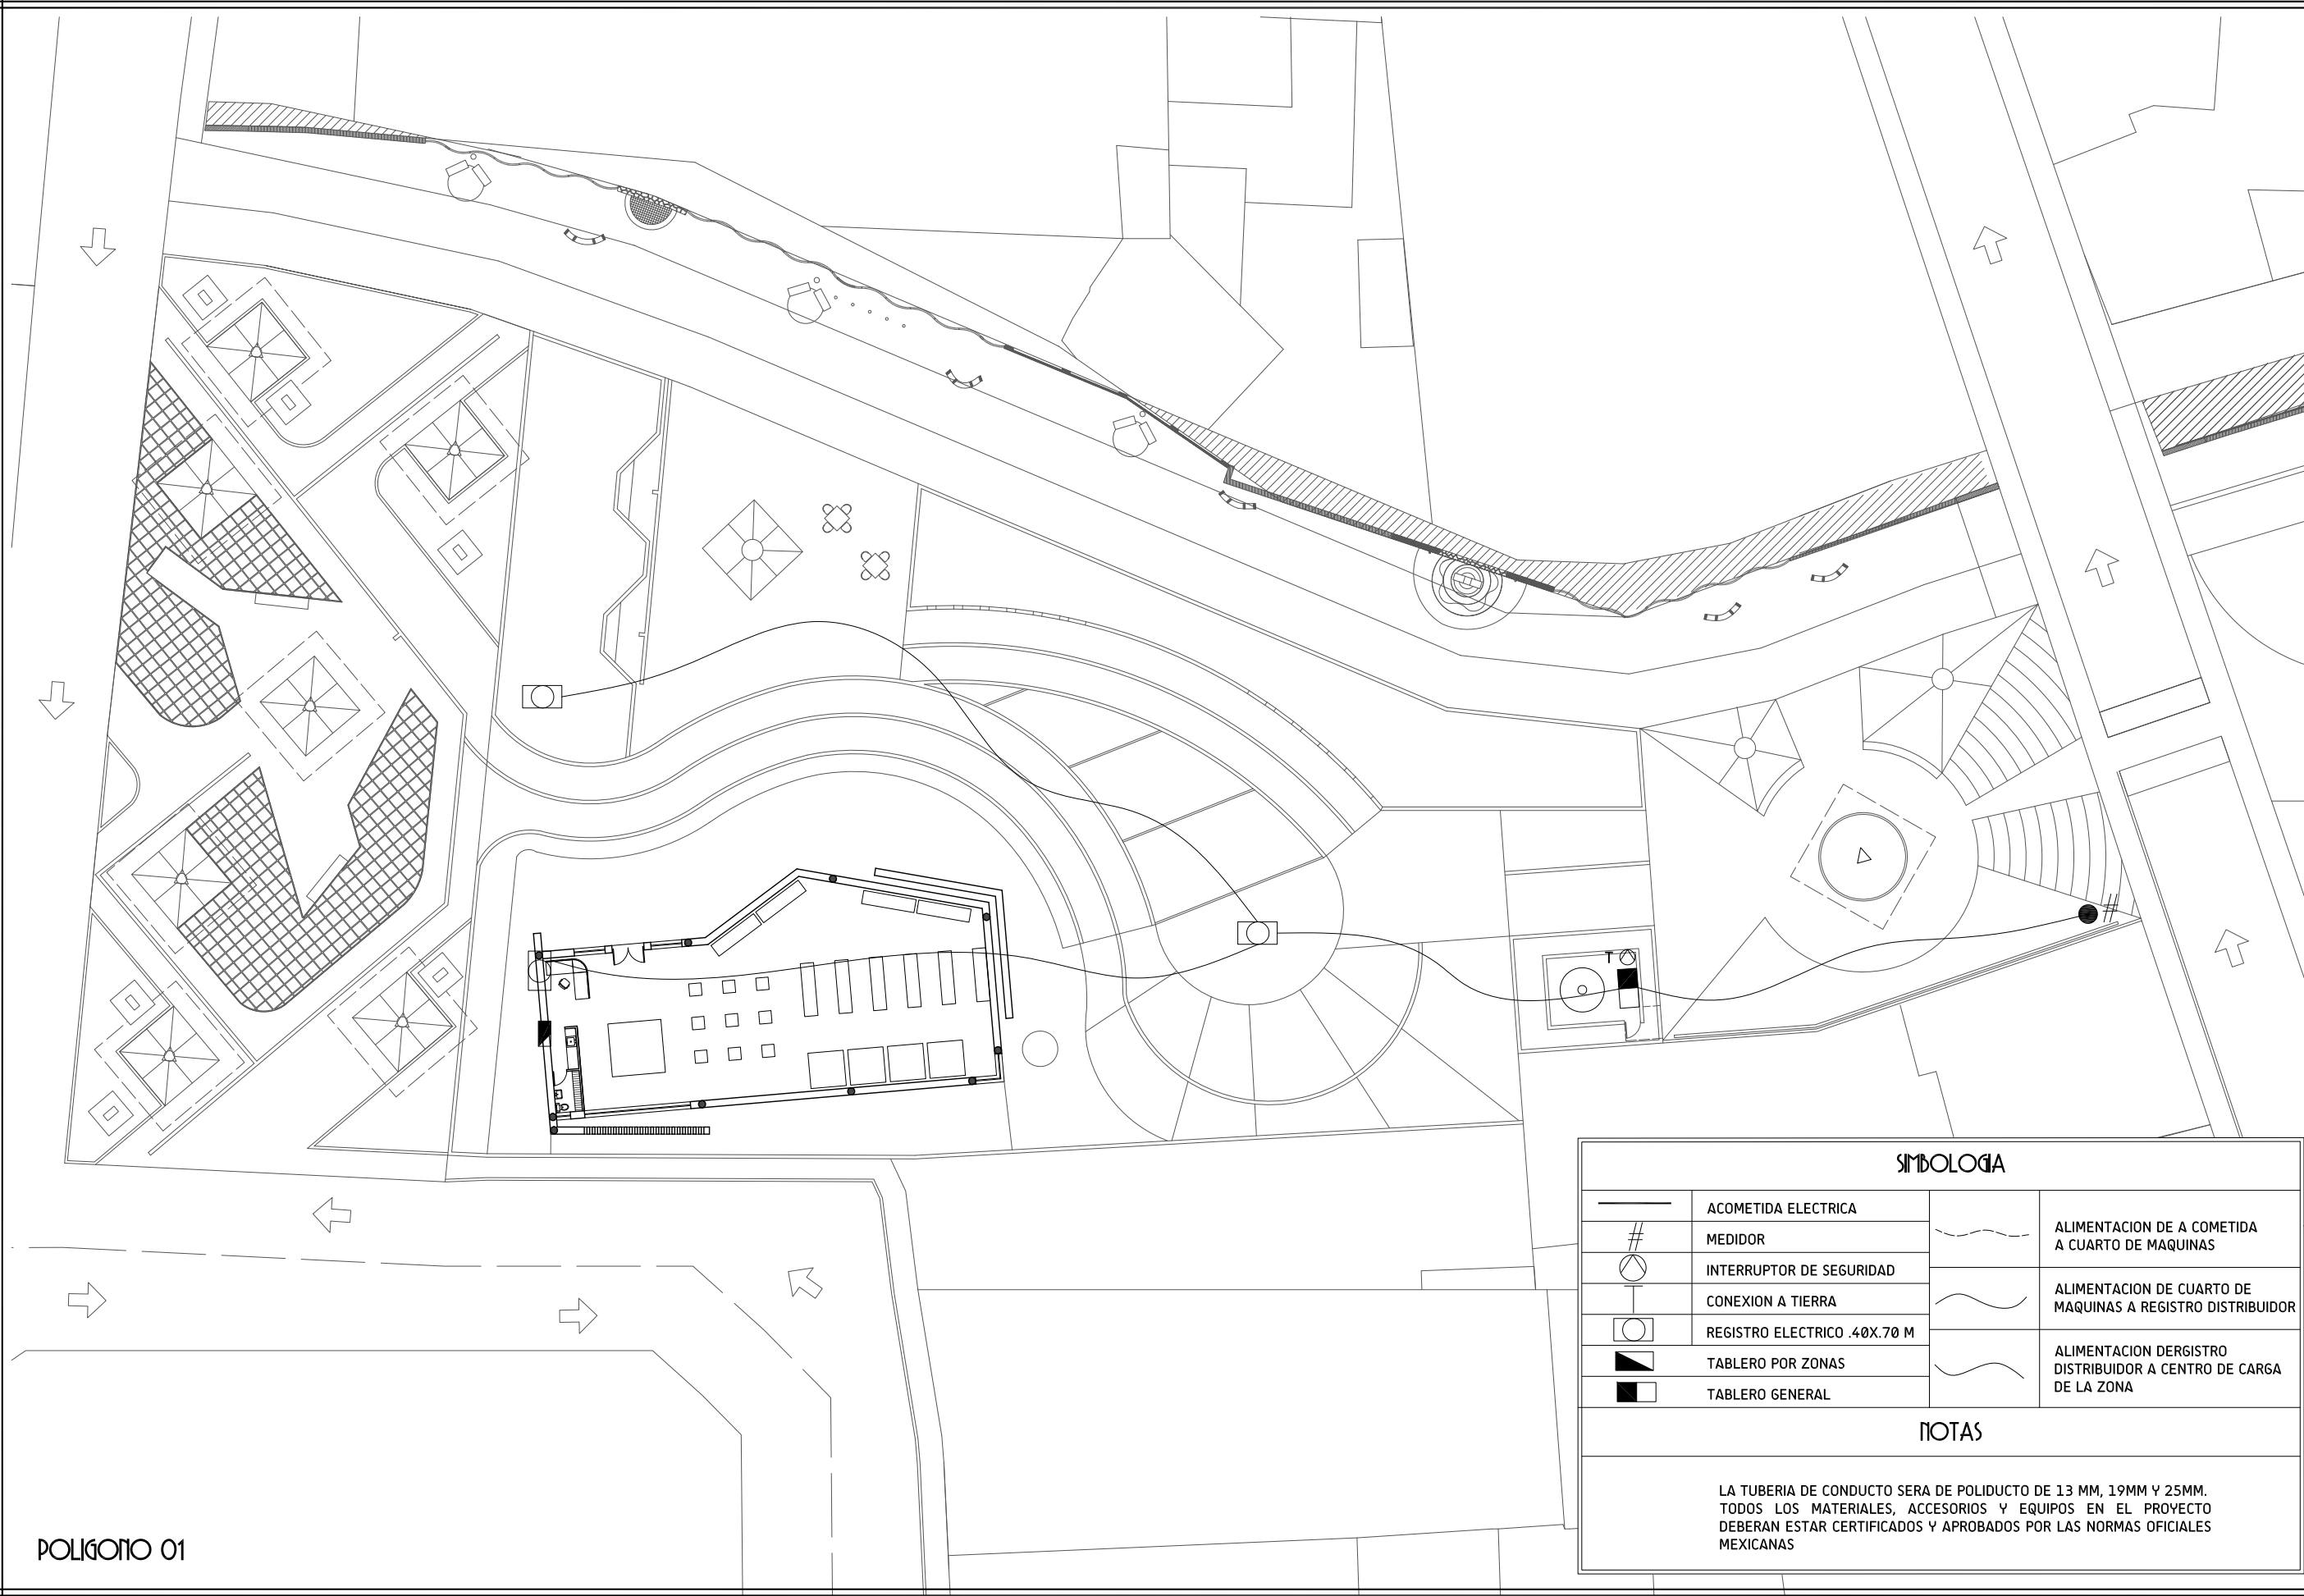 SIMBOLOGIA
ACOMETIDA ELECTRICA
MEDIDOR
INTERRUPTOR DE SEGURIDAD
CONEXION A TIERRA
REGISTRO ELECTRICO .40X.70 M
TABLERO POR ZONAS
TABLERO GENERAL
ALIMENTACION DE A COMETIDA
A CUARTO DE MAQUINAS
ALIMENTACION DE CUARTO DE
MAQUINAS A REGISTRO DISTRIBUIDOR
ALIMENTACION DERGISTRO
DISTRIBUIDOR A CENTRO DE CARGA
DE LA ZONA
NOTAS
LA TUBERIA DE CONDUCTO SERA DE POLIDUCTO DE 13 MM, 19MM Y 25MM.
TODOS LOS MATERIALES, ACCESORIOS Y EQUIPOS EN EL PROYECTO
DEBERAN ESTAR CERTIFICADOS Y APROBADOS POR LAS NORMAS OFICIALES
MEXICANAS
POLIGONO 01